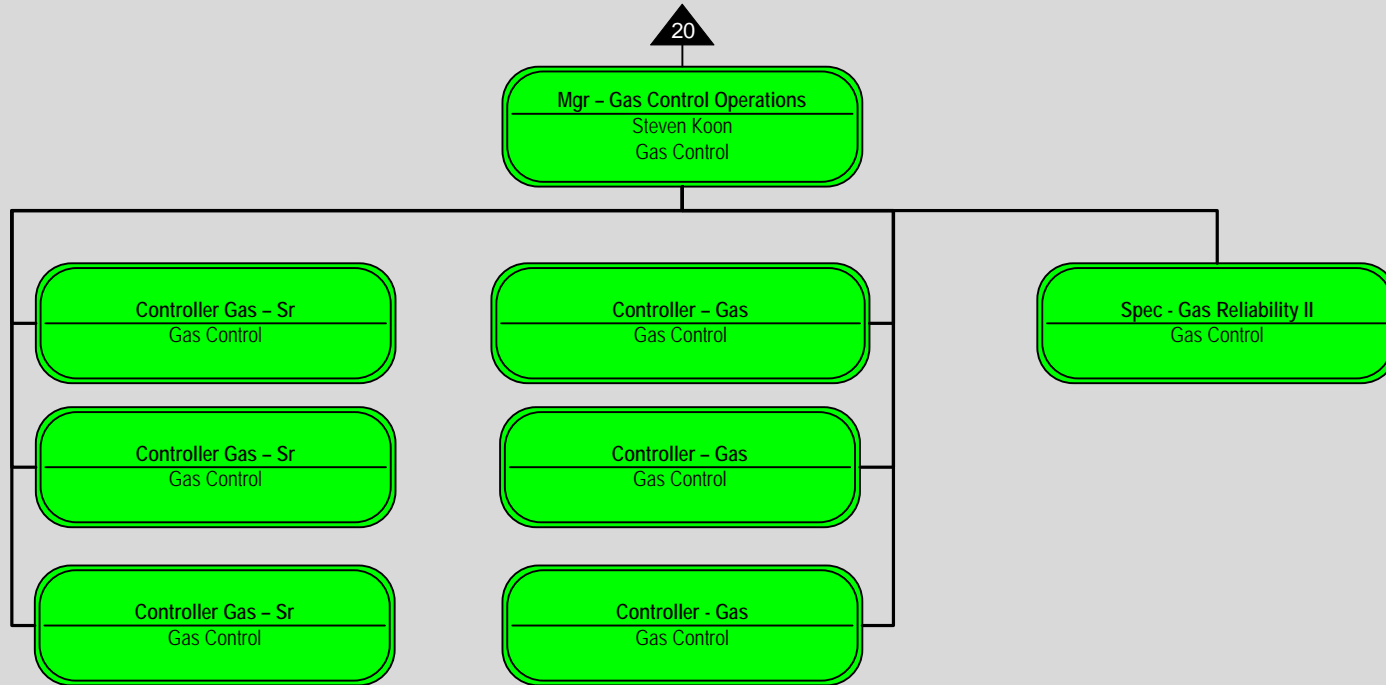 20
Mgr – Gas Control Operations
Steven Koon
Gas Control
Controller Gas – Sr
Gas Control
Controller – Gas
Gas Control
Spec - Gas Reliability II
Gas Control
Controller Gas – Sr
Gas Control
Controller – Gas
Gas Control
Controller Gas – Sr
Gas Control
Controller - Gas
Gas Control